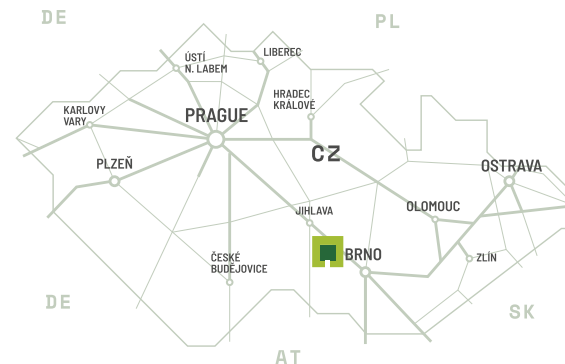 DE
PL
ÚSTÍ
N. LABEM
LIBEREC
HRADEC
KRÁLOVÉ
KARLOVY
VARY
PRAGUE
CZ
PLZEŇ
OSTRAVA
JIHLAVA
OLOMOUC
ČESKÉ
BUDĚJOVICE
BRNO
ZLÍN
DE
SK
AT